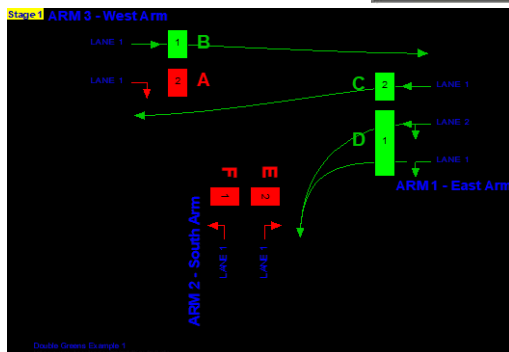 Stage 1 ARM 3 - West Arm
LANE 1
1
B
LANE 1
2
A
C
2
LANE 1
D
1
LANE 2
LANE 1
ARM 1 - East Arm
F
E
1
2
LANE 1
LANE 1
ARM 2 - South Arm
Double Greens Example 1